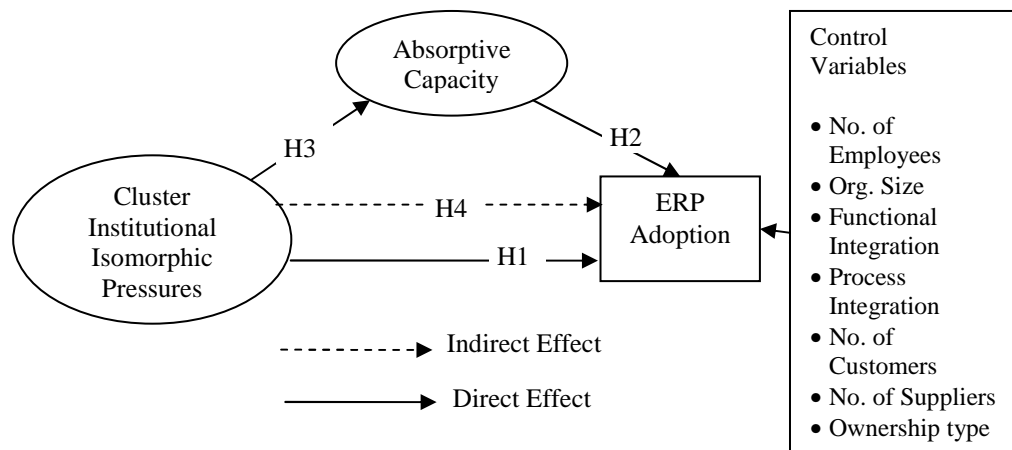 Absorptive
Capacity
H3
H2
Cluster
Institutional
Isomorphic
Pressures
H4
H1
ERP
Adoption
Indirect Effect
Direct Effect
Control
Variables
• No. of
Employees
• Org. Size
• Functional
Integration
• Process
Integration
• No. of
Customers
• No. of Suppliers
• Ownership type